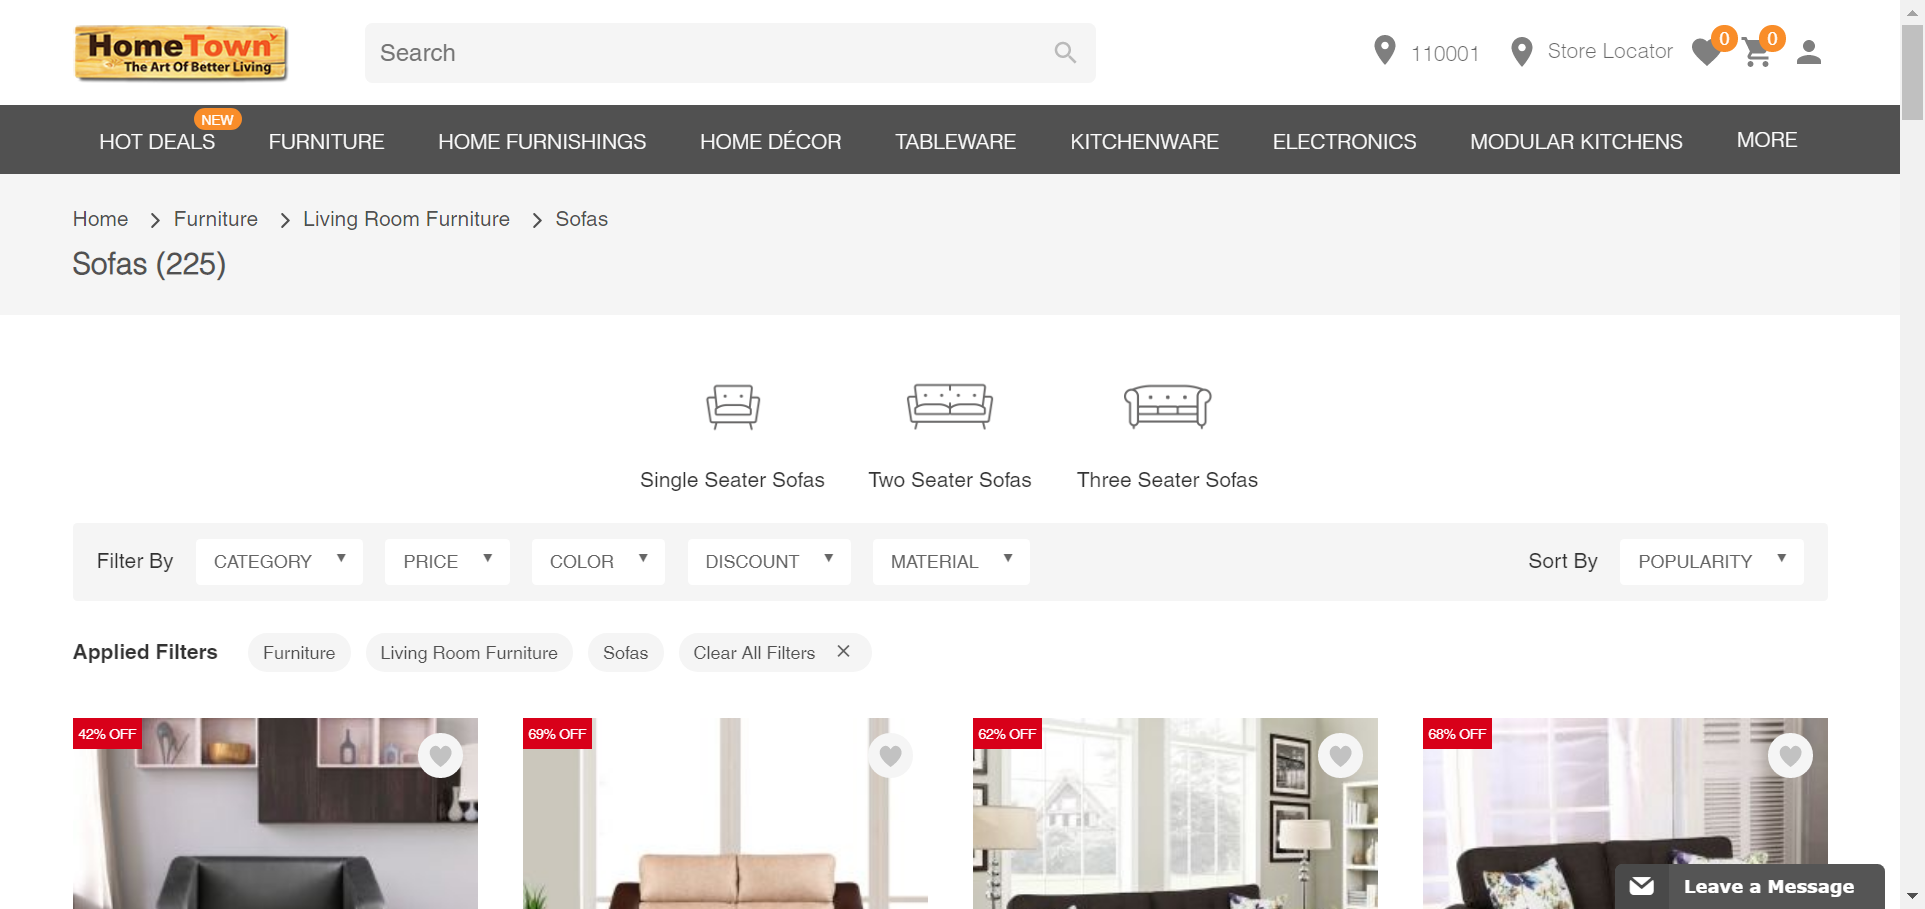 HomeTown
The Art Of Better Living
Search
110001
Store Locator
0
0
HOT DEALS
NEW
FURNITURE
HOME FURNISHINGS
HOME DÉCOR
TABLEWARE
KITCHENWARE
ELECTRONICS
MODULAR KITCHENS
MORE
Home
Furniture
Living Room Furniture
Sofas
Sofas (225)
Single Seater Sofas
Two Seater Sofas
Three Seater Sofas
Filter By
CATEGORY
PRICE
COLOR
DISCOUNT
MATERIAL
Sort By
POPULARITY
Applied Filters
Furniture
Living Room Furniture
Sofas
Clear All Filters
42% OFF
69% OFF
62% OFF
68% OFF
Leave a Message